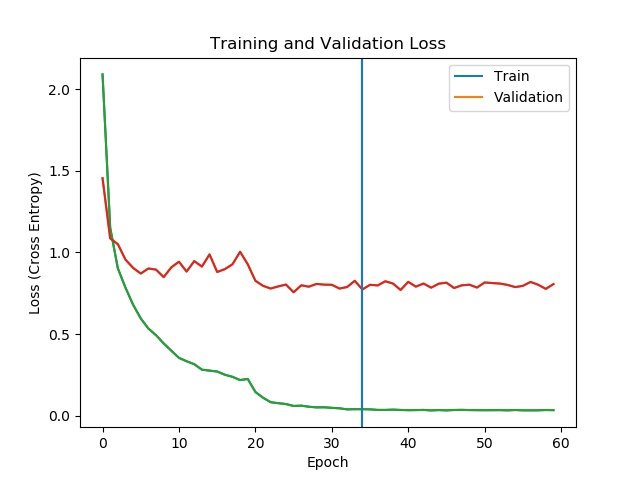 Training and Validation Loss
Train
Validation
Loss (Cross Entropy)
2.0
1.5
1.0
0.5
0.0
0 10 20 30 40 50 60
Epoch